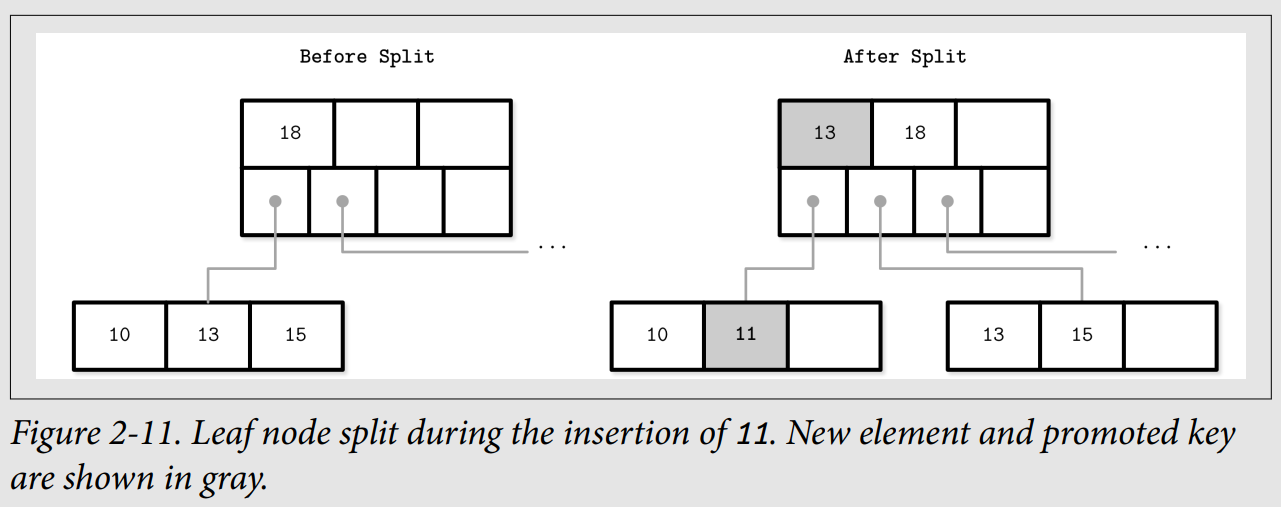 Before Split
After Split
18
13 18
...
...
10 13 15
10 11
13 15
Figure 2-11. Leaf node split during the insertion of 11. New element and promoted key
are shown in gray.